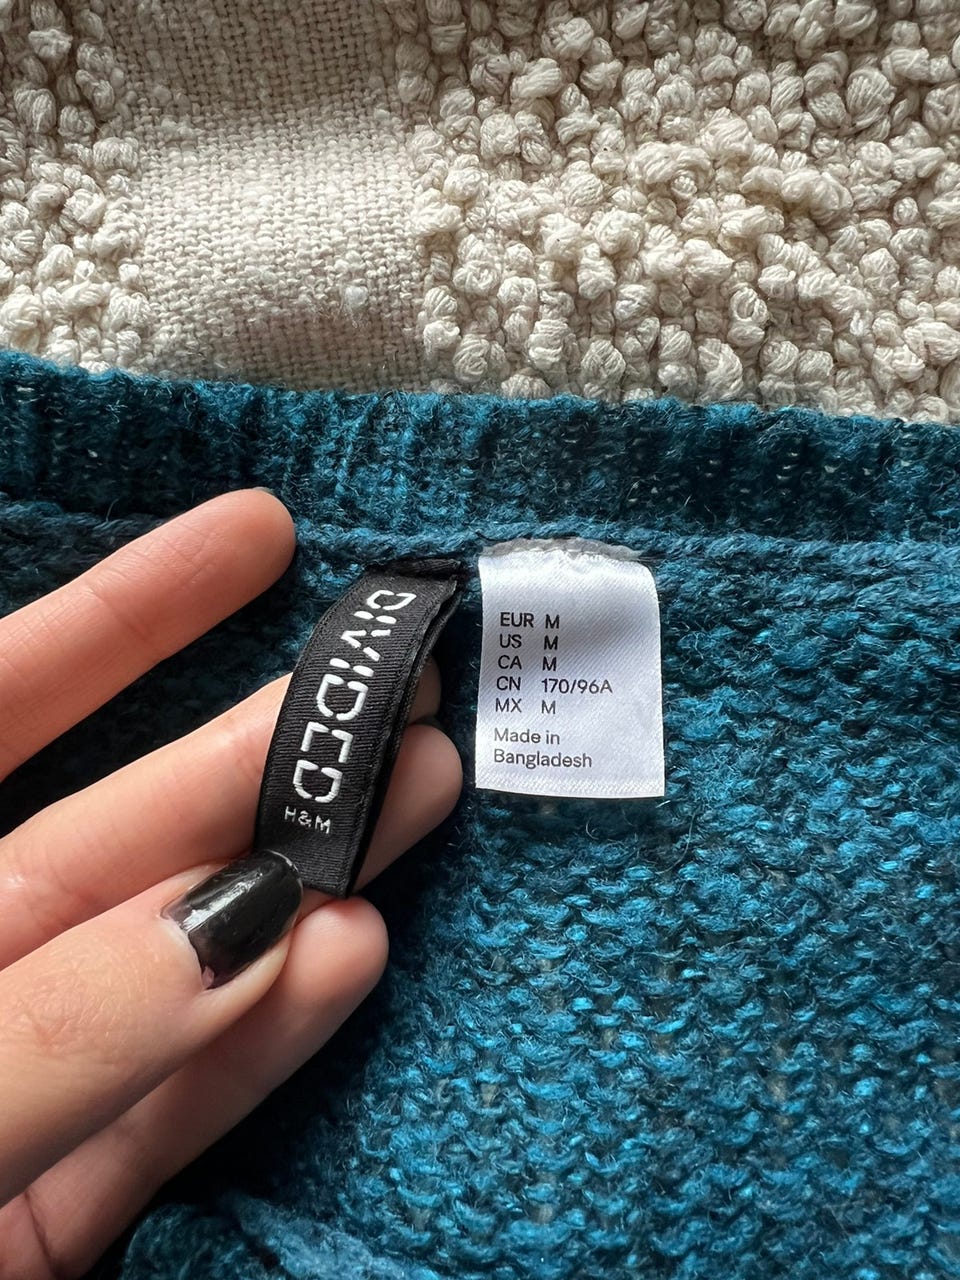 DIVIDED
H&M
EUR M
US M
CA M
CN 170/96A
MX M
Made in
Bangladesh